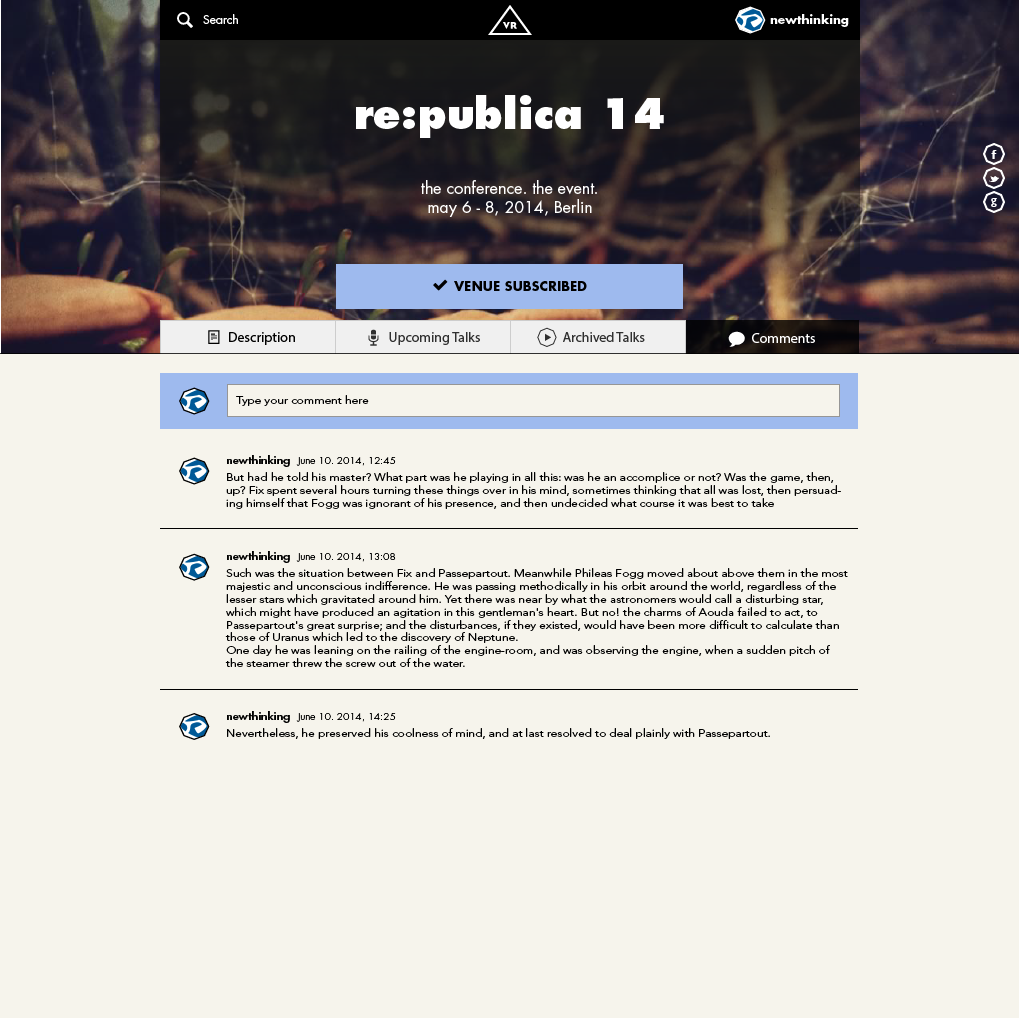 Search
VR
newthinking
re:publica 14
the conference. the event.
may 6 - 8, 2014, Berlin
f
g
VENUE SUBSCRIBED
Description
Upcoming Talks
Archived Talks
Comments
Type your comment here
newthinking June 10. 2014, 12:45
But had he told his master? What part was he playing in all this: was he an accomplice or not? Was the game, then,
up? Fix spent several hours turning these things over in his mind, sometimes thinking that all was lost, then persuad-
ing himself that Fogg was ignorant of his presence, and then undecided what course it was best to take
newthinking June 10. 2014, 13:08
Such was the situation between Fix and Passepartout. Meanwhile Phileas Fogg moved about above them in the most
majestic and unconscious indifference. He was passing methodically in his orbit around the world, regardless of the
lesser stars which gravitated around him. Yet there was near by what the astronomers would call a disturbing star,
which might have produced an agitation in this gentleman's heart. But no! the charms of Aouda failed to act, to
Passepartout's great surprise; and the disturbances, if they existed, would have been more difficult to calculate than
those of Uranus which led to the discovery of Neptune.
One day he was leaning on the railing of the engine-room, and was observing the engine, when a sudden pitch of
the steamer threw the screw out of the water.
newthinking June 10. 2014, 14:25
Nevertheless, he preserved his coolness of mind, and at last resolved to deal plainly with Passepartout.